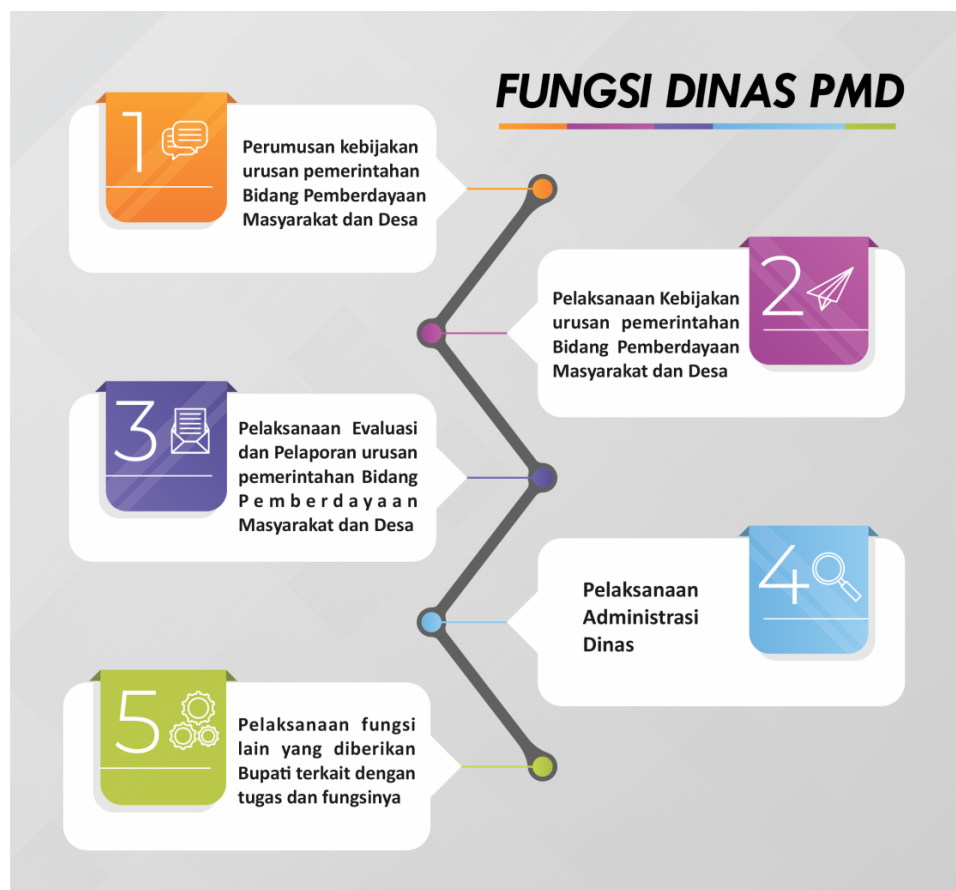 FUNGSI DINAS PMD
1
Perumusan kebijakan
urusan pemerintahan
Bidang Pemberdayaan
Masyarakat dan Desa
2
Pelaksanaan Kebijakan
urusan pemerintahan
Bidang Pemberdayaan
Masyarakat dan Desa
3
Pelaksanaan Evaluasi
dan Pelaporan urusan
pemerintahan Bidang
Pemberdayaan
Masyarakat dan Desa
4
Pelaksanaan
Administrasi
Dinas
5
Pelaksanaan fungsi
lain yang diberikan
Bupati terkait dengan
tugas dan fungsinya